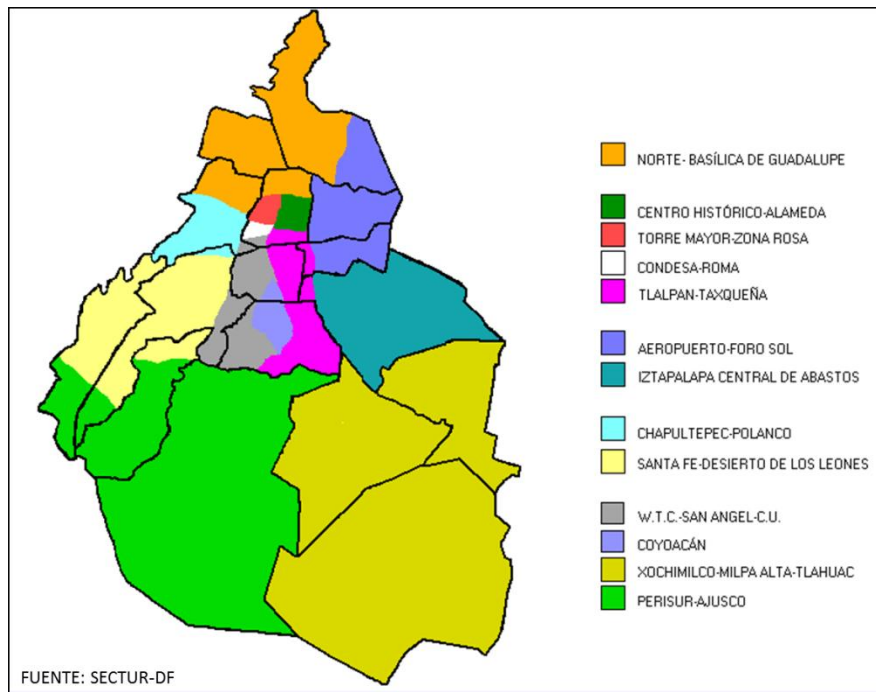 NORTE- BASÍLICA DE GUADALUPE
CENTRO HISTÓRICO-ALAMEDA
TORRE MAYOR-ZONA ROSA
CONDESA-ROMA
TLALPAN-TAXQUEÑA
AEROPUERTO-FORO SOL
IZTAPALAPA CENTRAL DE ABASTOS
CHAPULTEPEC-POLANCO
SANTA FE-DESIERTO DE LOS LEONES
W.T.C.-SAN ANGEL-C.U.
COYOACÁN
XOCHIMILCO-MILPA ALTA-TLAHUAC
PERISUR-AJUSCO
FUENTE: SECTUR-DF